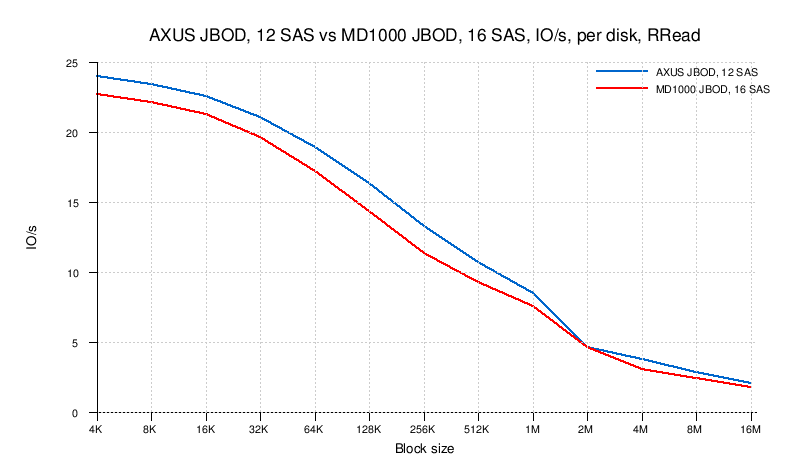 AXUS JBOD, 12 SAS vs MD1000 JBOD, 16 SAS, IO/s, per disk, RRead
25
AXUS JBOD, 12 SAS
MD1000 JBOD, 16 SAS
20
15
IO/s
10
5
0
4K 8K 16K 32K 64K 128K 256K 512K 1M 2M 4M 8M 16M
Block size